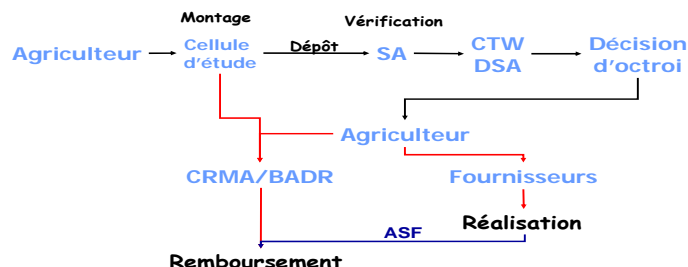 Montage
Vérification
Agriculteur
Cellule
d'étude
Dépôt
SA
CTW
DSA
Décision
d'octroi
Agriculteur
CRMA/BADR
Fournisseurs
Réalisation
ASF
Remboursement